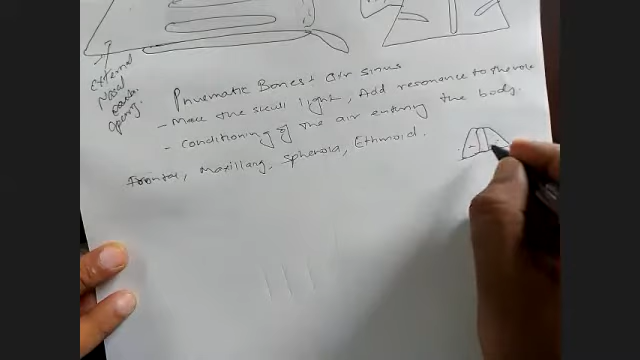 External
Nasal
opening.
Pneumatic Bones + air sinus
- Make the skull light, Add resonance to the voice
- Conditioning of the air entering the body.
Frontal, Maxillary, Sphenoid, Ethmoid.